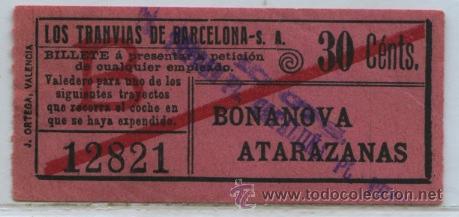 LOS TRANVIAS DE BARCELONA-S. A.
30 Cénts.
BILLETE á presentar a petición
de cualquier empleado.
Valedero para uno de los
siguientes trayectos
que recorra el coche en
que se haya expendido.
12821
BONANOVA
ATARAZANAS
J. ORTEGA, VALENCIA
todocoleccion.net